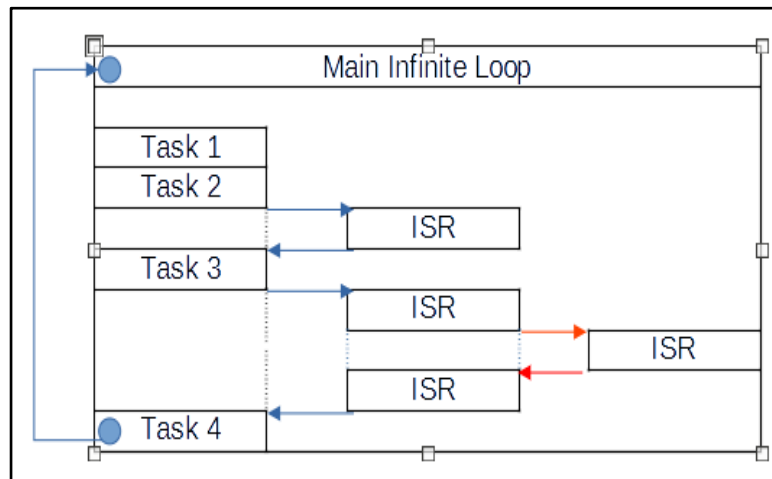 Main Infinite Loop
Task 1
Task 2
ISR
Task 3
ISR
ISR
ISR
Task 4